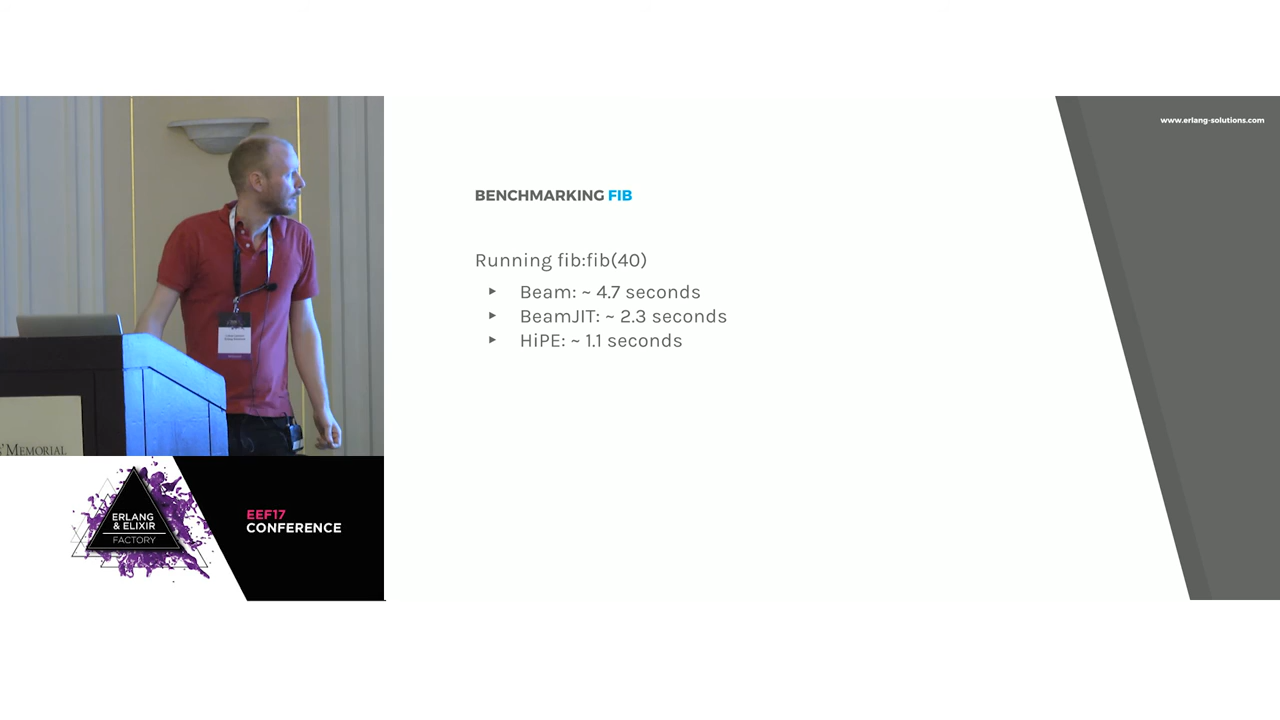 www.erlang-solutions.com
BENCHMARKING FIB
Running fib:fib(40)
‣ Beam: ~ 4.7 seconds
‣ BeamJIT: ~ 2.3 seconds
‣ HiPE: ~ 1.1 seconds
MEMORIAL
ERLANG
& ELIXIR
FACTORY
EEF17
CONFERENCE